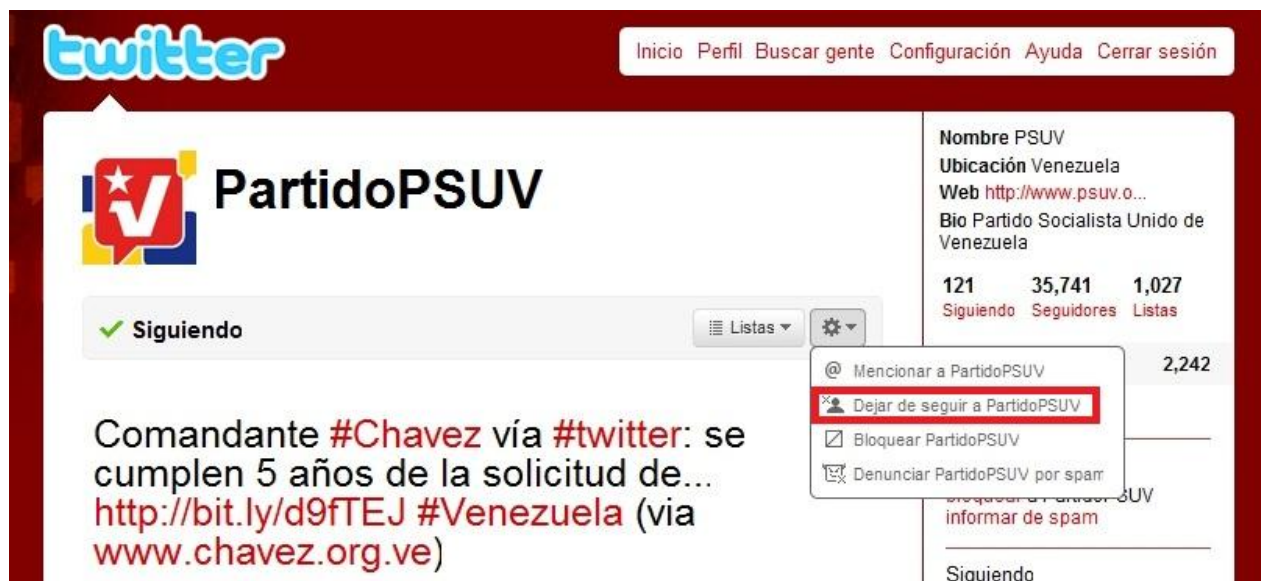 twitter
Inicio Perfil Buscar gente Configuración Ayuda Cerrar sesión
PartidoPSUV
Siguiendo
Listas
Comandante #Chavez vía #twitter: se
cumplen 5 años de la solicitud de...
http://bit.ly/d9fTEJ #Venezuela (via
www.chavez.org.ve)
@ Mencionar a PartidoPSUV
Dejar de seguir a PartidoPSUV
Bloquear PartidoPSUV
Denunciar PartidoPSUV por spam
Nombre PSUV
Ubicación Venezuela
Web http://www.psuv.o...
Bio Partido Socialista Unido de
Venezuela
121 35,741 1,027
Siguiendo Seguidores Listas
2,242
informar de spam
Siguiendo